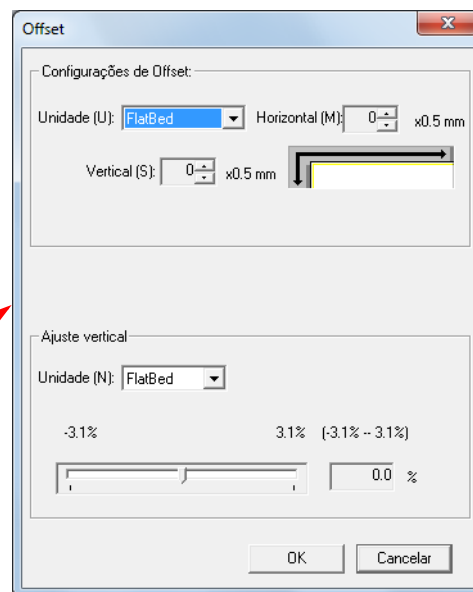 Offset
Configurações de Offset:
Unidade (U): FlatBed Horizontal (M): 0 x0.5 mm
Vertical (S): 0 x0.5 mm
Ajuste vertical
Unidade (N): FlatBed
-3.1% 3.1% (-3.1% -- 3.1%)
0.0 %
OK Cancelar